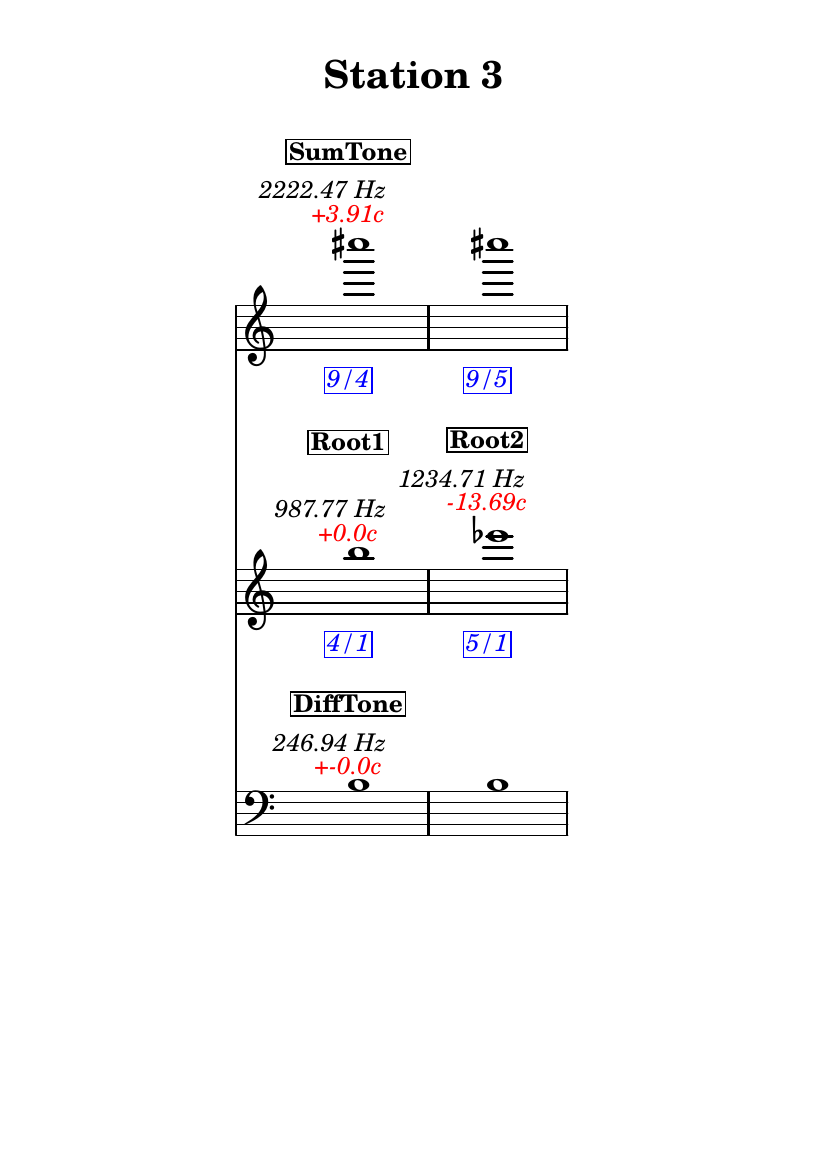 Station 3
SumTone
2222.47 Hz
+3.91c
9/4 9/5
Root1 Root2
987.77 Hz 1234.71 Hz
+0.0c -13.69c
4/1 5/1
DiffTone
246.94 Hz
+-0.0c